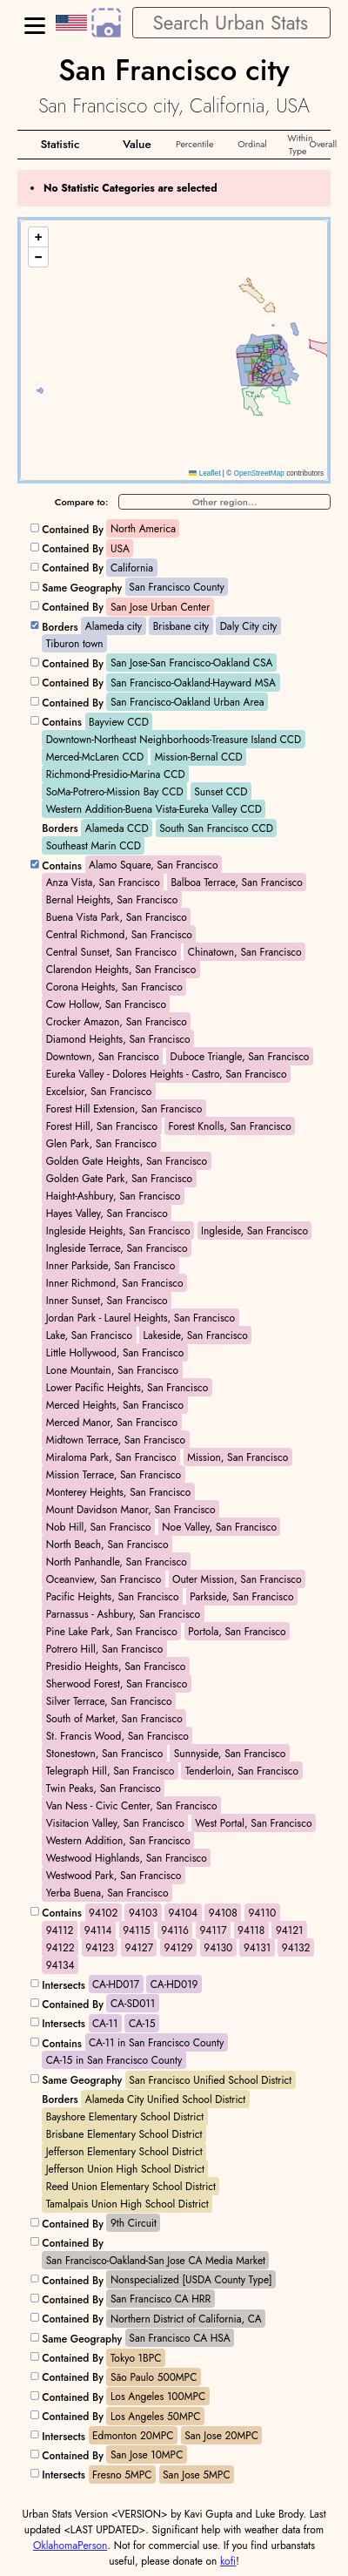 Search Urban Stats
San Francisco city
San Francisco city, California, USA
Statistic Value Percentile Ordinal Within Type Overall
• No Statistic Categories are selected
+
−
Leaflet | © OpenStreetMap contributors
Compare to: Other region...
Contained By North America
Contained By USA
Contained By California
Same Geography San Francisco County
Contained By San Jose Urban Center
Borders Alameda city Brisbane city Daly City city
Tiburon town
Contained By San Jose-San Francisco-Oakland CSA
Contained By San Francisco-Oakland-Hayward MSA
Contained By San Francisco-Oakland Urban Area
Contains Bayview CCD
Downtown-Northeast Neighborhoods-Treasure Island CCD
Merced-McLaren CCD Mission-Bernal CCD
Richmond-Presidio-Marina CCD
SoMa-Potrero-Mission Bay CCD Sunset CCD
Western Addition-Buena Vista-Eureka Valley CCD
Borders Alameda CCD South San Francisco CCD
Southeast Marin CCD
Contains Alamo Square, San Francisco
Anza Vista, San Francisco Balboa Terrace, San Francisco
Bernal Heights, San Francisco
Buena Vista Park, San Francisco
Central Richmond, San Francisco
Central Sunset, San Francisco Chinatown, San Francisco
Clarendon Heights, San Francisco
Corona Heights, San Francisco
Cow Hollow, San Francisco
Crocker Amazon, San Francisco
Diamond Heights, San Francisco
Downtown, San Francisco Duboce Triangle, San Francisco
Eureka Valley - Dolores Heights - Castro, San Francisco
Excelsior, San Francisco
Forest Hill Extension, San Francisco
Forest Hill, San Francisco Forest Knolls, San Francisco
Glen Park, San Francisco
Golden Gate Heights, San Francisco
Golden Gate Park, San Francisco
Haight-Ashbury, San Francisco
Hayes Valley, San Francisco
Ingleside Heights, San Francisco Ingleside, San Francisco
Ingleside Terrace, San Francisco
Inner Parkside, San Francisco
Inner Richmond, San Francisco
Inner Sunset, San Francisco
Jordan Park - Laurel Heights, San Francisco
Lake, San Francisco Lakeside, San Francisco
Little Hollywood, San Francisco
Lone Mountain, San Francisco
Lower Pacific Heights, San Francisco
Merced Heights, San Francisco
Merced Manor, San Francisco
Midtown Terrace, San Francisco
Miraloma Park, San Francisco Mission, San Francisco
Mission Terrace, San Francisco
Monterey Heights, San Francisco
Mount Davidson Manor, San Francisco
Nob Hill, San Francisco Noe Valley, San Francisco
North Beach, San Francisco
North Panhandle, San Francisco
Oceanview, San Francisco Outer Mission, San Francisco
Pacific Heights, San Francisco Parkside, San Francisco
Parnassus - Ashbury, San Francisco
Pine Lake Park, San Francisco Portola, San Francisco
Potrero Hill, San Francisco
Presidio Heights, San Francisco
Sherwood Forest, San Francisco
Silver Terrace, San Francisco
South of Market, San Francisco
St. Francis Wood, San Francisco
Stonestown, San Francisco Sunnyside, San Francisco
Telegraph Hill, San Francisco Tenderloin, San Francisco
Twin Peaks, San Francisco
Van Ness - Civic Center, San Francisco
Visitacion Valley, San Francisco West Portal, San Francisco
Western Addition, San Francisco
Westwood Highlands, San Francisco
Westwood Park, San Francisco
Yerba Buena, San Francisco
Contains 94102 94103 94104 94108 94110
94112 94114 94115 94116 94117 94118 94121
94122 94123 94127 94129 94130 94131 94132
94134
Intersects CA-HD017 CA-HD019
Contained By CA-SD011
Intersects CA-11 CA-15
Contains CA-11 in San Francisco County
CA-15 in San Francisco County
Same Geography San Francisco Unified School District
Borders Alameda City Unified School District
Bayshore Elementary School District
Brisbane Elementary School District
Jefferson Elementary School District
Jefferson Union High School District
Reed Union Elementary School District
Tamalpais Union High School District
Contained By 9th Circuit
Contained By
San Francisco-Oakland-San Jose CA Media Market
Contained By Nonspecialized [USDA County Type]
Contained By San Francisco CA HRR
Contained By Northern District of California, CA
Same Geography San Francisco CA HSA
Contained By Tokyo 1BPC
Contained By São Paulo 500MPC
Contained By Los Angeles 100MPC
Contained By Los Angeles 50MPC
Intersects Edmonton 20MPC San Jose 20MPC
Contained By San Jose 10MPC
Intersects Fresno 5MPC San Jose 5MPC
Urban Stats Version <VERSION> by Kavi Gupta and Luke Brody. Last
updated <LAST UPDATED>. Significant help with weather data from
OklahomaPerson. Not for commercial use. If you find urbanstats
useful, please donate on kofi!